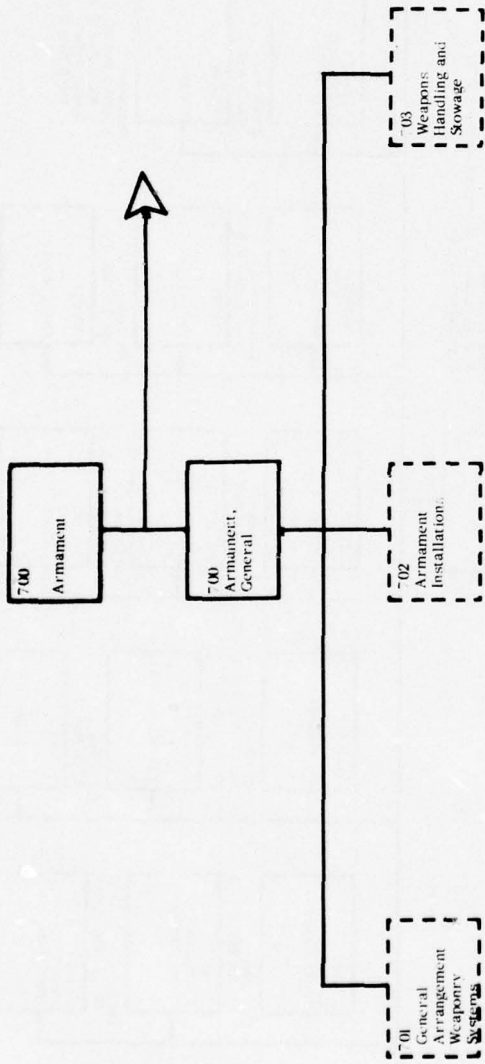 700
Armament
700
Armament,
General
701
General
Arrangement
Weaponry
Systems
702
Armament
Installations
703
Weapons
Handling and
Stowage